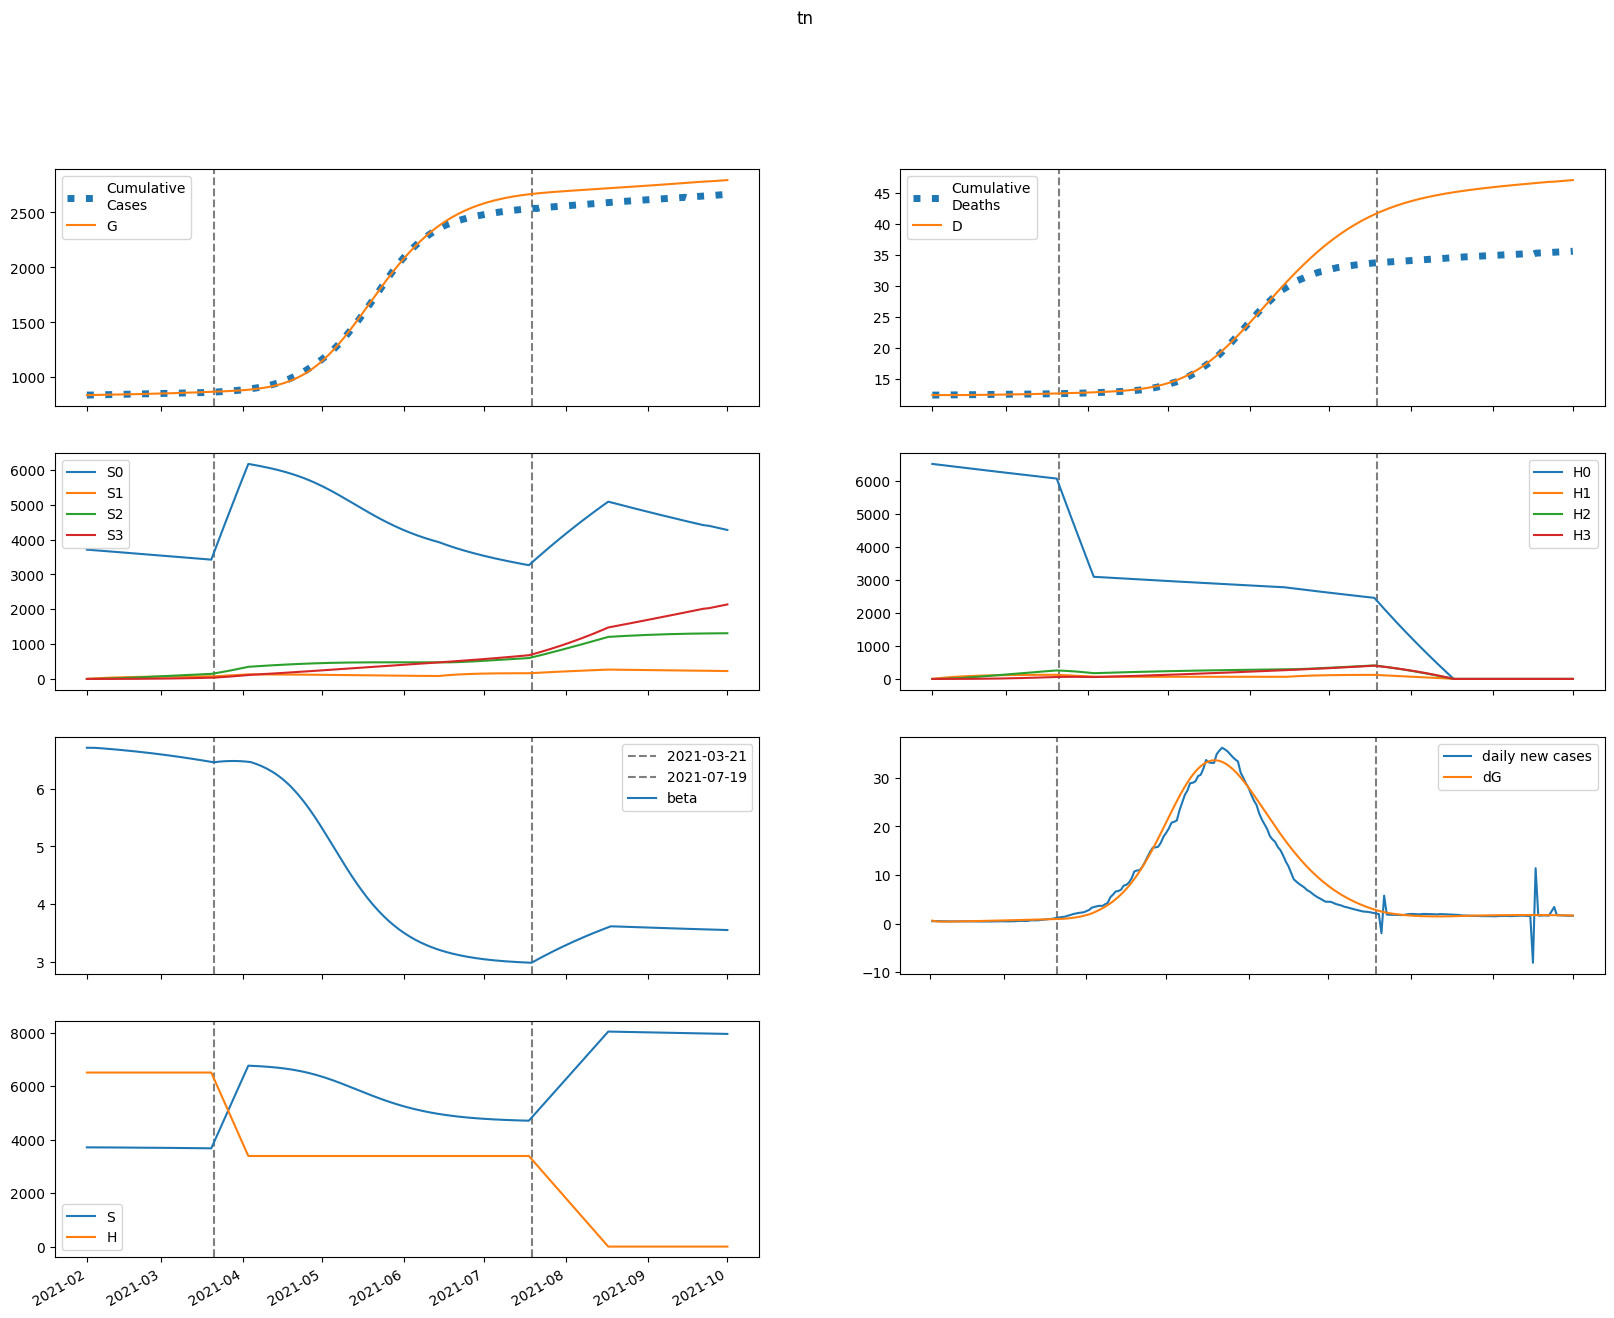 tn
Cumulative
Cases
G
2500
2000
1500
1000
Cumulative
Deaths
D
45
40
35
30
25
20
15
S0
S1
S2
S3
6000
5000
4000
3000
2000
1000
0
H0
H1
H2
H3
6000
5000
4000
3000
2000
1000
0
2021-03-21
2021-07-19
beta
6
5
4
3
daily new cases
dG
30
20
10
0
−10
8000
6000
4000
2000
0
S
H
2021-02
2021-03
2021-04
2021-05
2021-06
2021-07
2021-08
2021-09
2021-10